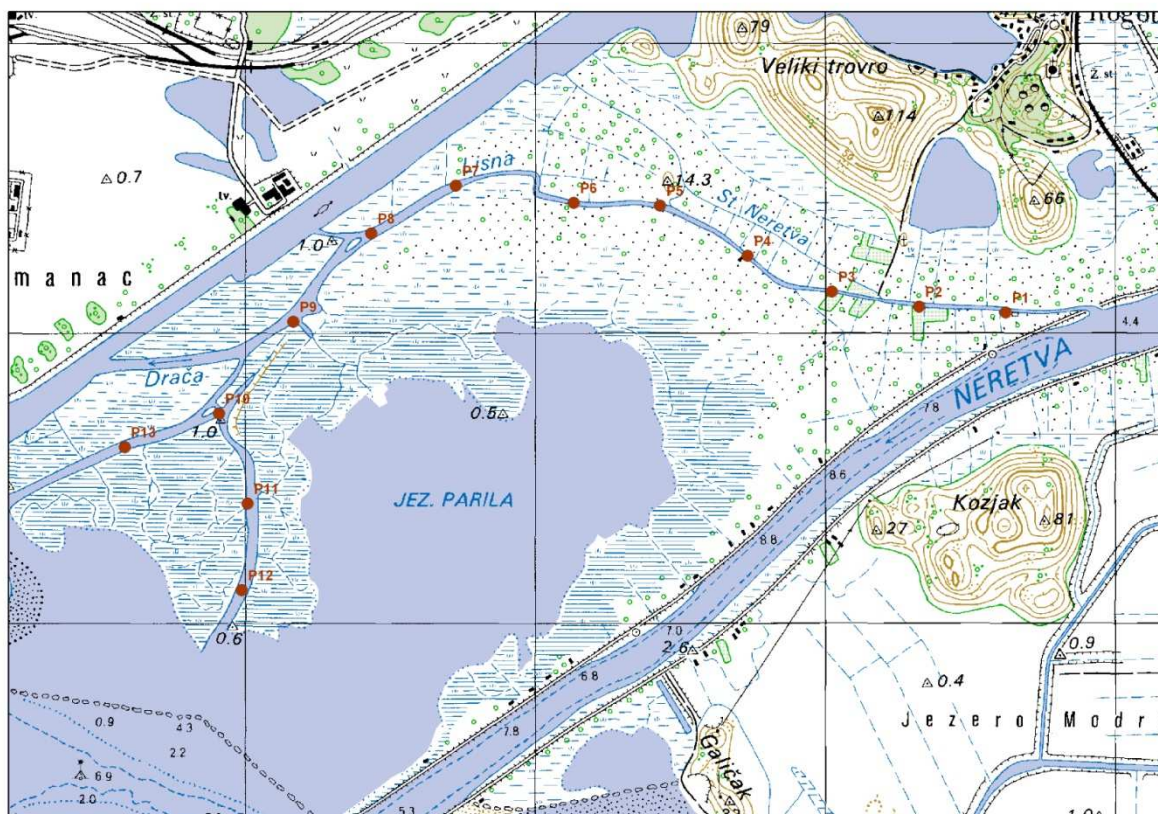 tv.
ž. st
79
Veliki trovro
ž. st
114
0.7
P7
Lisna
P6
P5
14.3
St. Neretva
66
tv
P8
1.0
P4
manac
P3
P2
P1
P9
4.4
NERETVA
Drača
P10
1.0
0.5
7.8
P13
8.6
P11
JEZ. PARILA
Kozjak
81
27
8.8
P12
0.6
7.0
2.6
0.9
6.8
0.4
0.9
4.3
2.2
7.8
Jezero Modr
Galičak
6.9
2.0
5.3
1.0